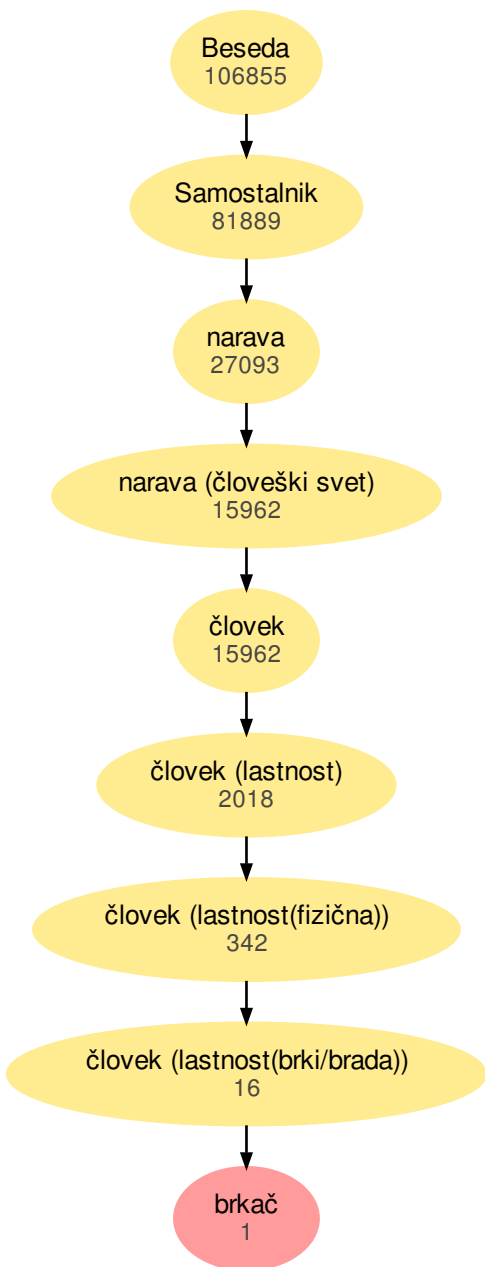 Beseda
106855
Samostalnik
81889
narava
27093
narava (človeški svet)
15962
človek
15962
človek (lastnost)
2018
človek (lastnost(fizična))
342
človek (lastnost(brki/brada))
16
brkač
1